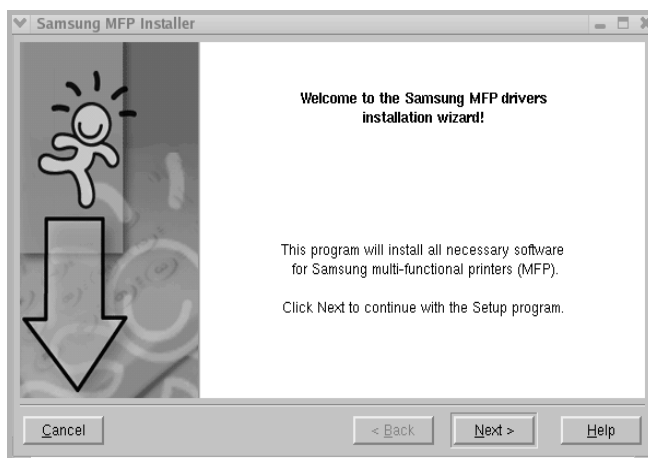 Samsung MFP Installer
Welcome to the Samsung MFP drivers
installation wizard!
This program will install all necessary software
for Samsung multi-functional printers (MFP).
Click Next to continue with the Setup program.
Cancel
< Back
Next >
Help